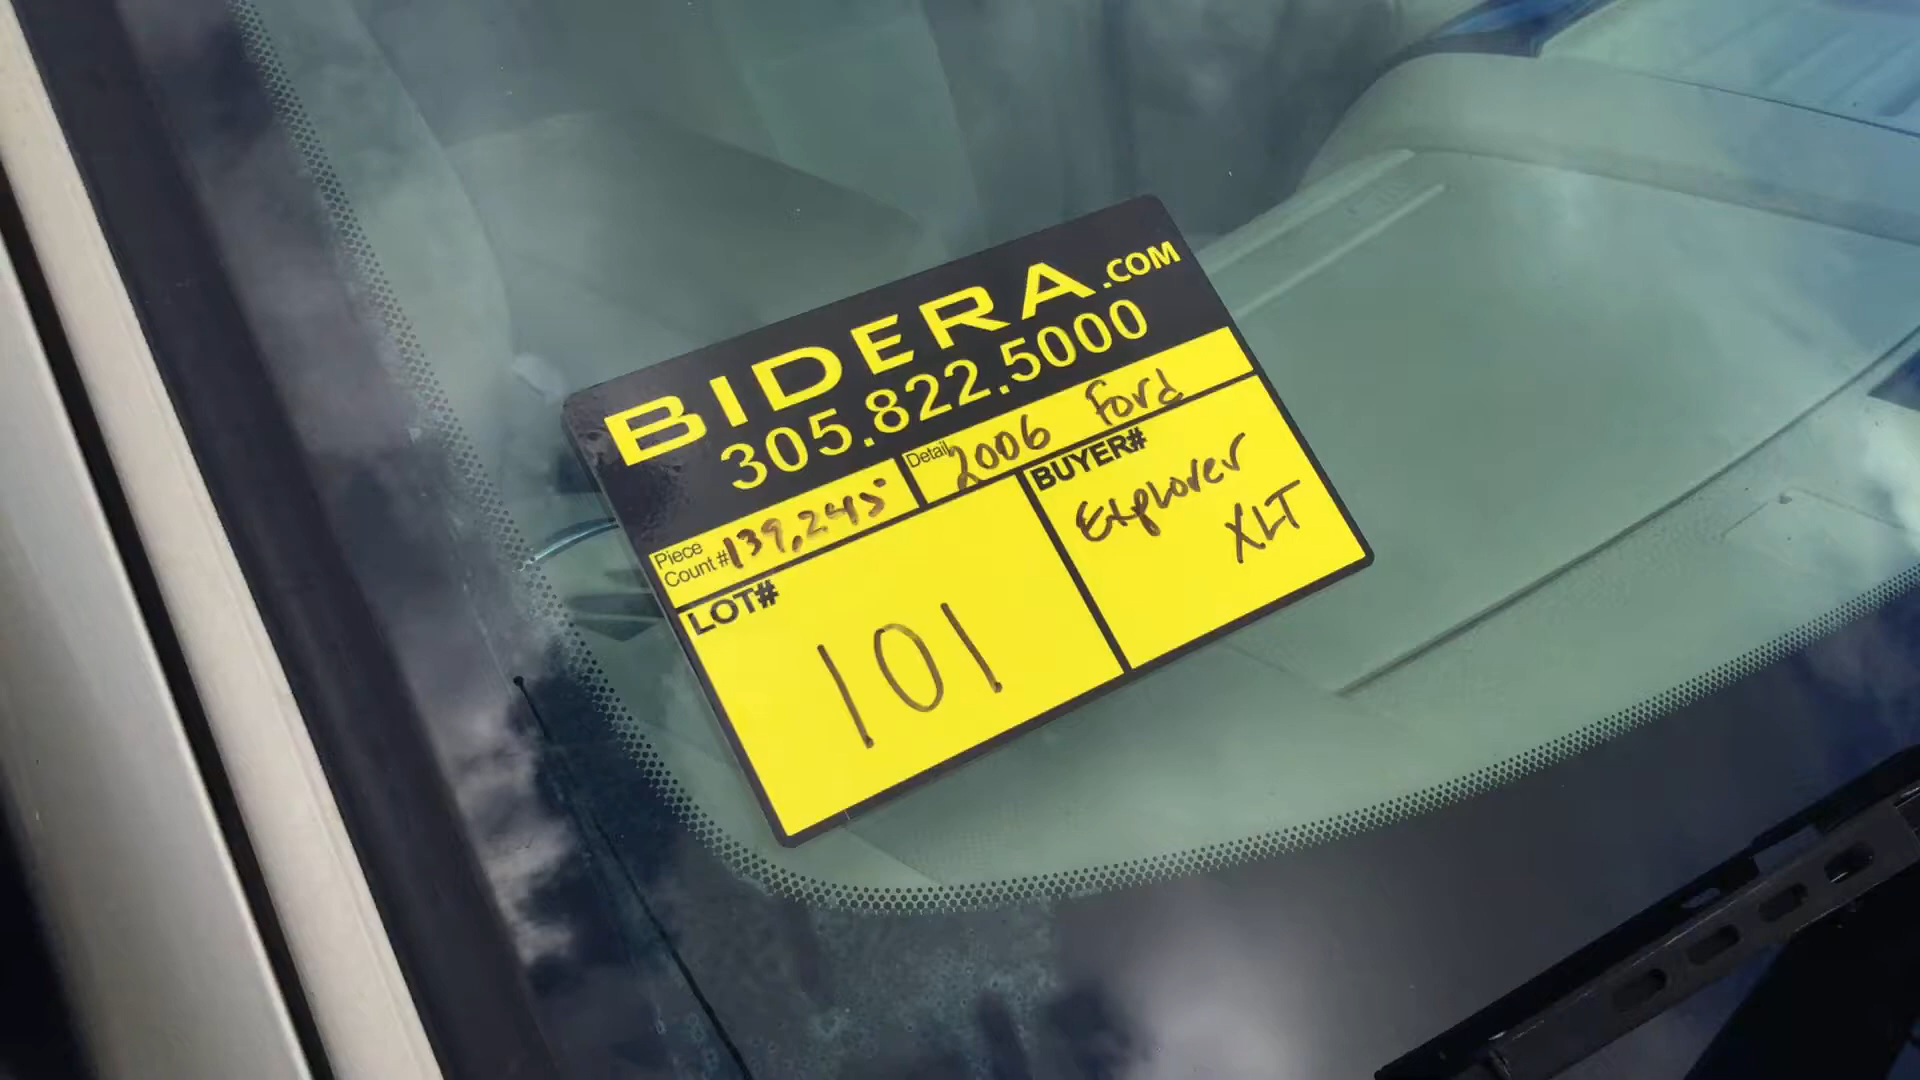 BIDERA.COM
305.822.5000
Piece Count # 139,245
Detail 2006 Ford
LOT#
101
BUYER#
Explorer
XLT